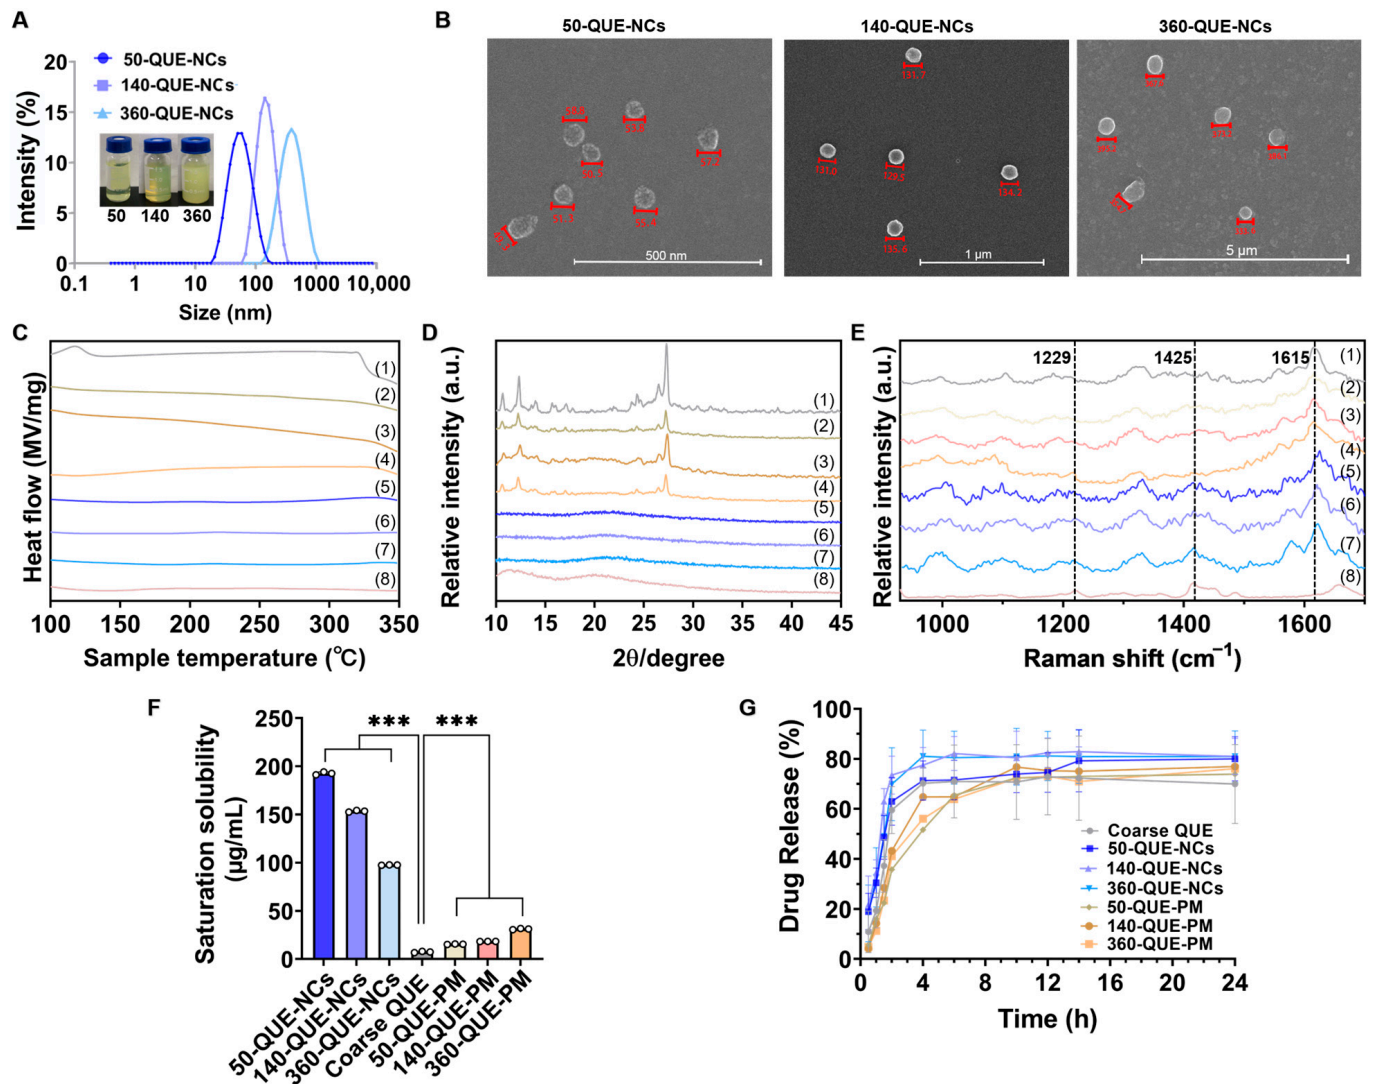 A
50-QUE-NCs
140-QUE-NCs
360-QUE-NCs
Intensity (%)
20
15
10
5
0
50
140
360
0.1
1
10
100
1000
10,000
Size (nm)
B
50-QUE-NCs
140-QUE-NCs
360-QUE-NCs
500 nm
1 µm
5 µm
C
Heat flow (MV/mg)
(1)
(2)
(3)
(4)
(5)
(6)
(7)
(8)
100
150
200
250
300
350
Sample temperature (℃)
D
Relative intensity (a.u.)
(1)
(2)
(3)
(4)
(5)
(6)
(7)
(8)
10
15
20
25
30
35
40
45
2θ/degree
E
Relative intensity (a.u.)
1229
1425
1615
(1)
(2)
(3)
(4)
(5)
(6)
(7)
(8)
1000
1200
1400
1600
Raman shift (cm⁻¹)
F
Saturation solubility
(µg/mL)
250
200
150
100
50
0
***
***
50-QUE-NCs
140-QUE-NCs
360-QUE-NCs
Coarse QUE
50-QUE-PM
140-QUE-PM
360-QUE-PM
G
Drug Release (%)
100
80
60
40
20
0
Coarse QUE
50-QUE-NCs
140-QUE-NCs
360-QUE-NCs
50-QUE-PM
140-QUE-PM
360-QUE-PM
0
4
8
12
16
20
24
Time (h)